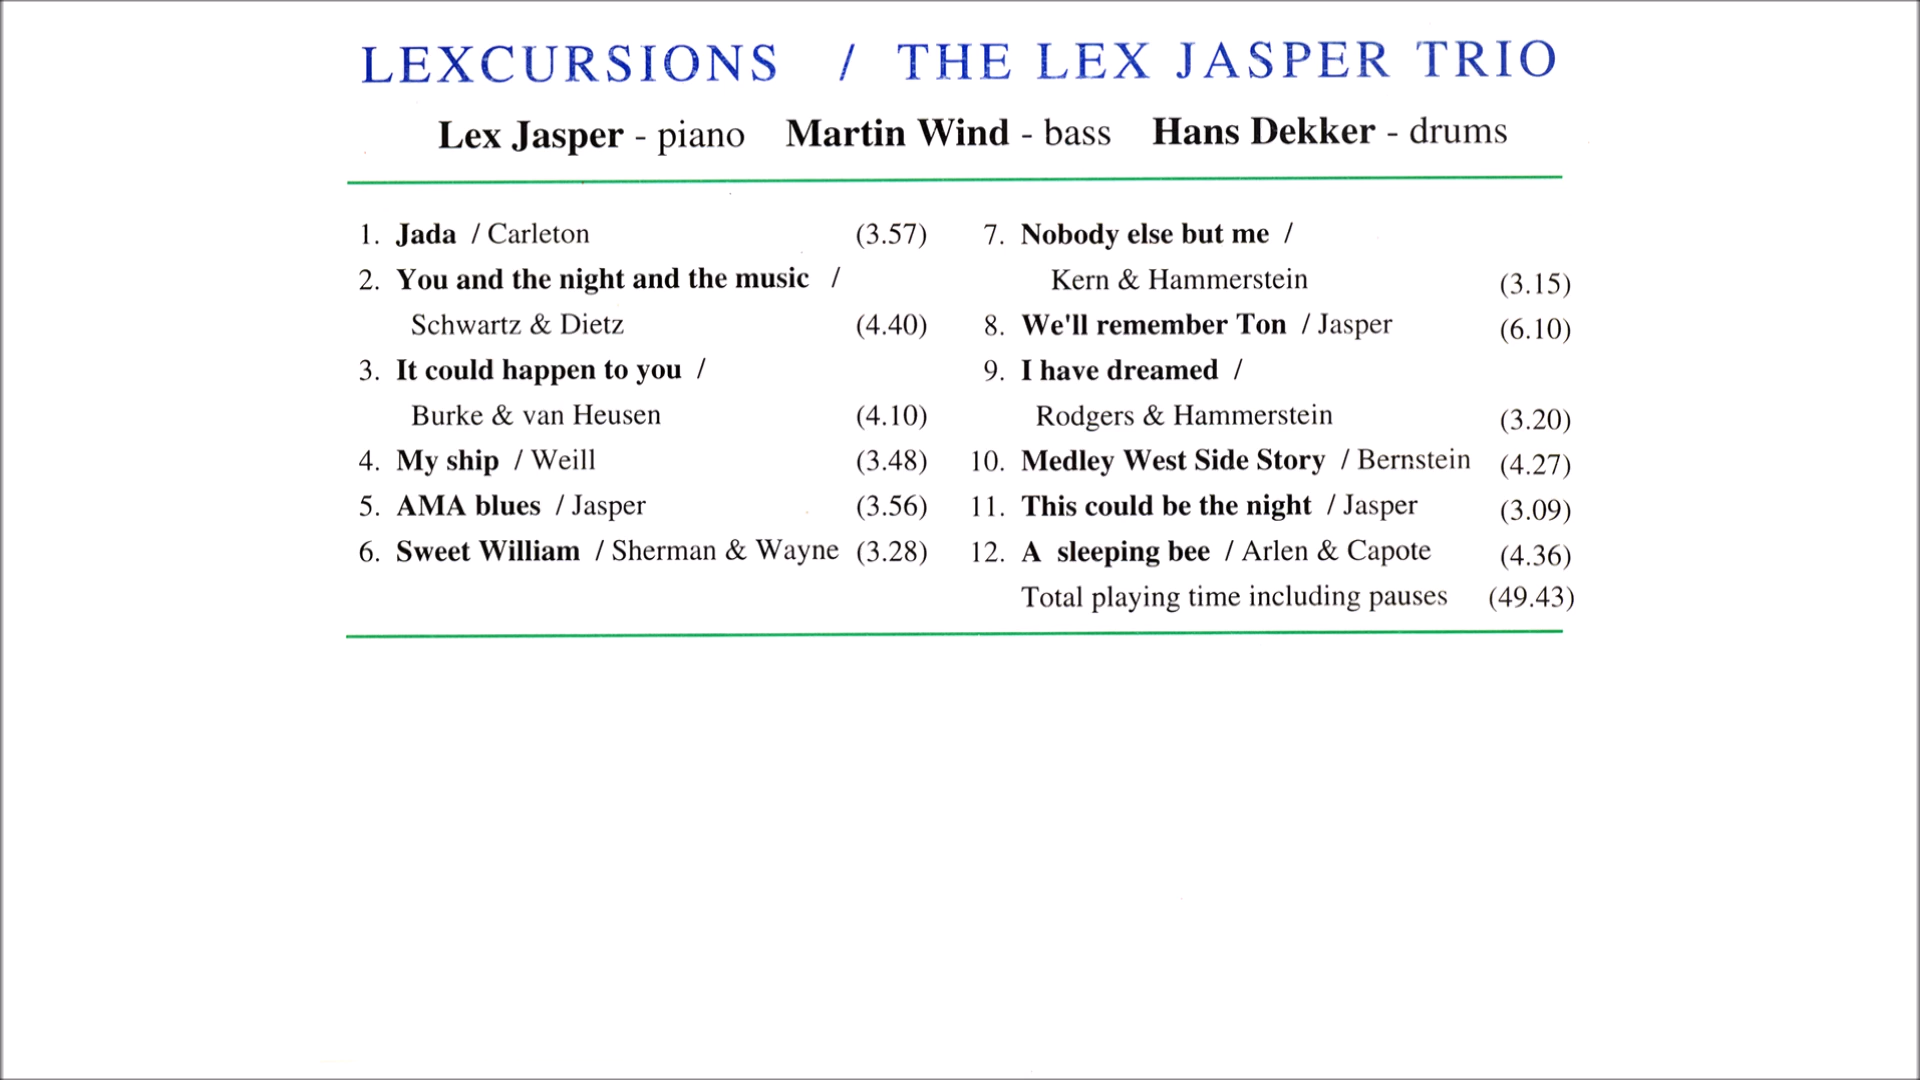 LEXCURSIONS / THE LEX JASPER TRIO
Lex Jasper - piano Martin Wind - bass Hans Dekker - drums
1. Jada / Carleton (3.57)
2. You and the night and the music /
Schwartz & Dietz (4.40)
3. It could happen to you /
Burke & van Heusen (4.10)
4. My ship / Weill (3.48)
5. AMA blues / Jasper (3.56)
6. Sweet William / Sherman & Wayne (3.28)
7. Nobody else but me /
Kern & Hammerstein (3.15)
8. We'll remember Ton / Jasper (6.10)
9. I have dreamed /
Rodgers & Hammerstein (3.20)
10. Medley West Side Story / Bernstein (4.27)
11. This could be the night / Jasper (3.09)
12. A sleeping bee / Arlen & Capote (4.36)
Total playing time including pauses (49.43)